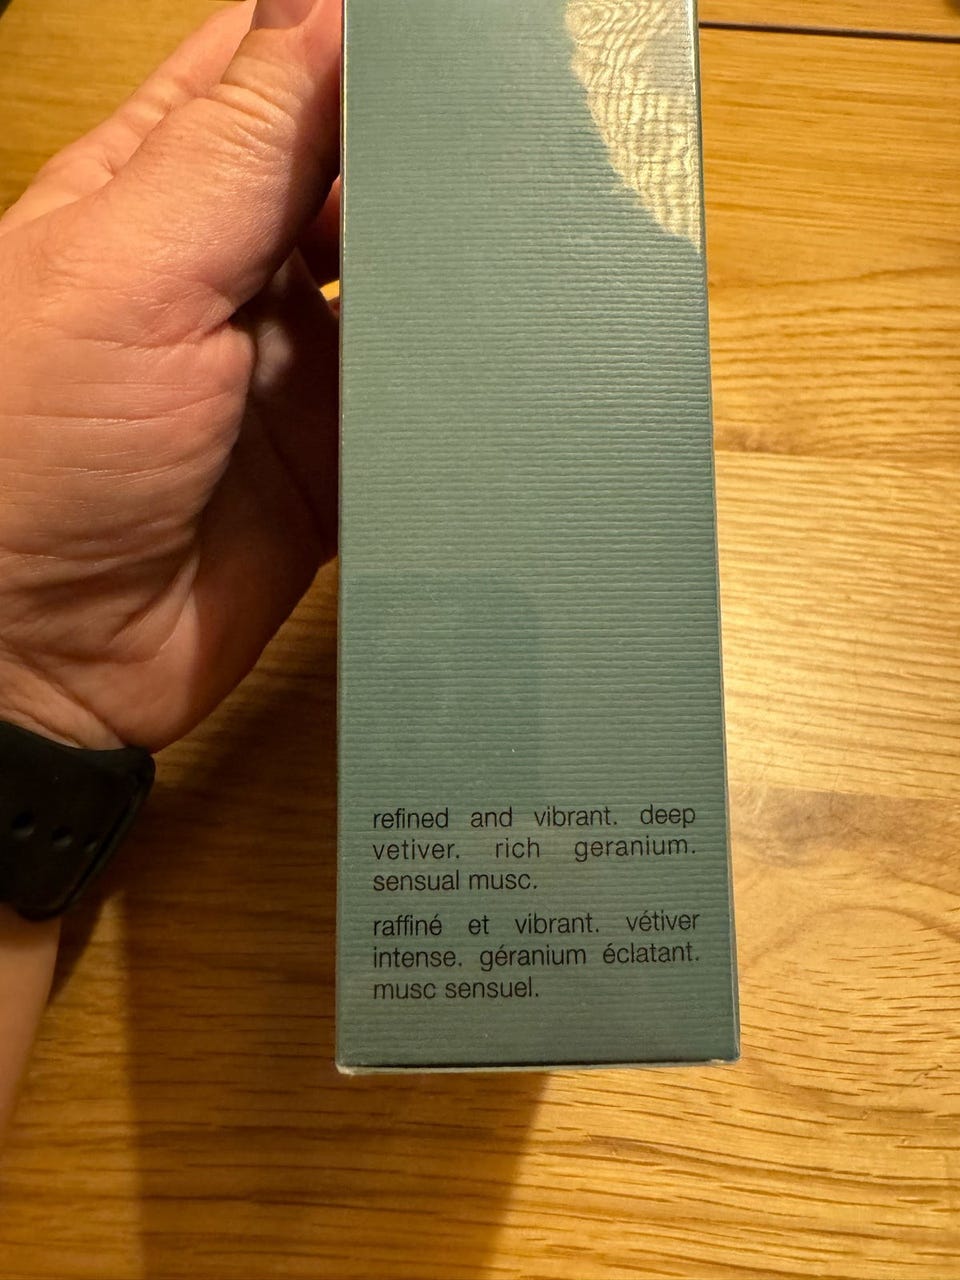 refined and vibrant. deep
vetiver. rich geranium.
sensual musc.
raffiné et vibrant. vétiver
intense. géranium éclatant.
musc sensuel.